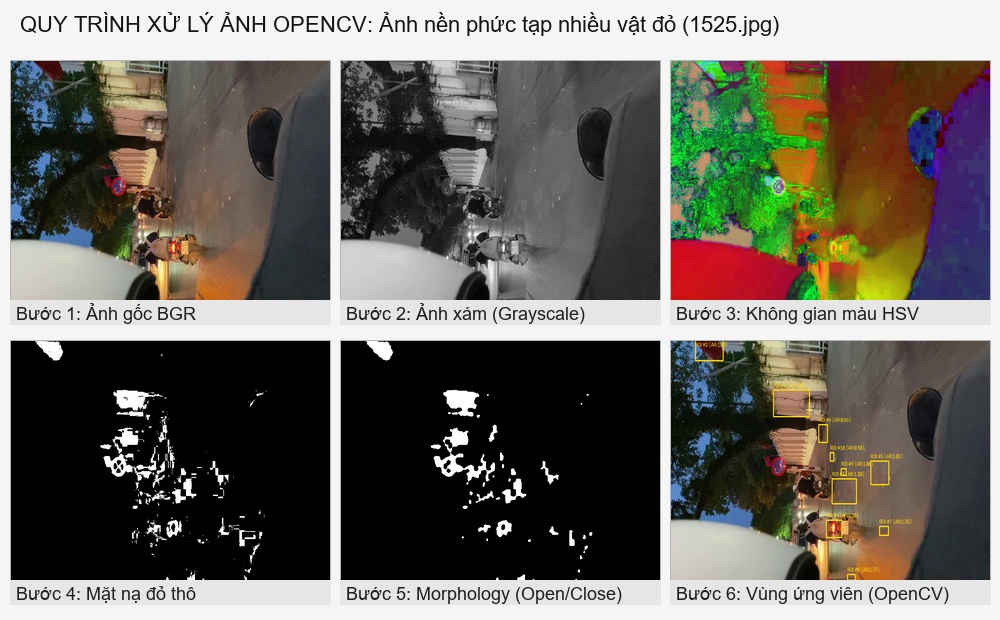 QUY TRÌNH XỬ LÝ ẢNH OPENCV: Ảnh nền phức tạp nhiều vật đỏ (1525.jpg)
Bước 1: Ảnh gốc BGR
Bước 2: Ảnh xám (Grayscale)
Bước 3: Không gian màu HSV
Bước 4: Mặt nạ đỏ thô
Bước 5: Morphology (Open/Close)
Bước 6: Vùng ứng viên (OpenCV)